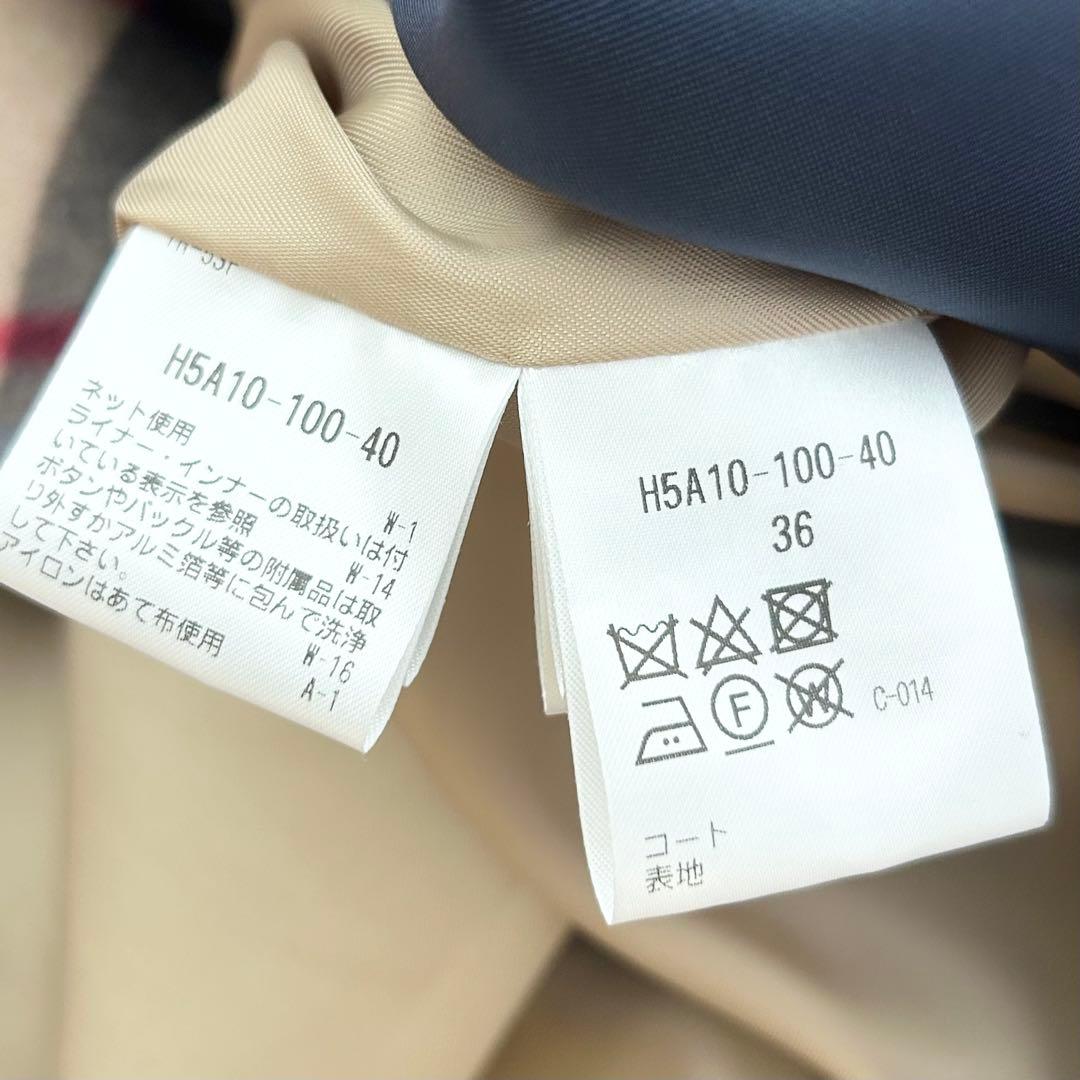 H5A10-100-40
ネット使用
W-1
ライナー・インナーの取扱いは付
いている表示を参照
W-14
ボタンやバックル等の附属品は取
り外すかアルミ箔等に包んで洗浄
して下さい。
W-16
アイロンはあて布使用
A-1
H5A10-100-40
36
F
W
C-014
コート
表地